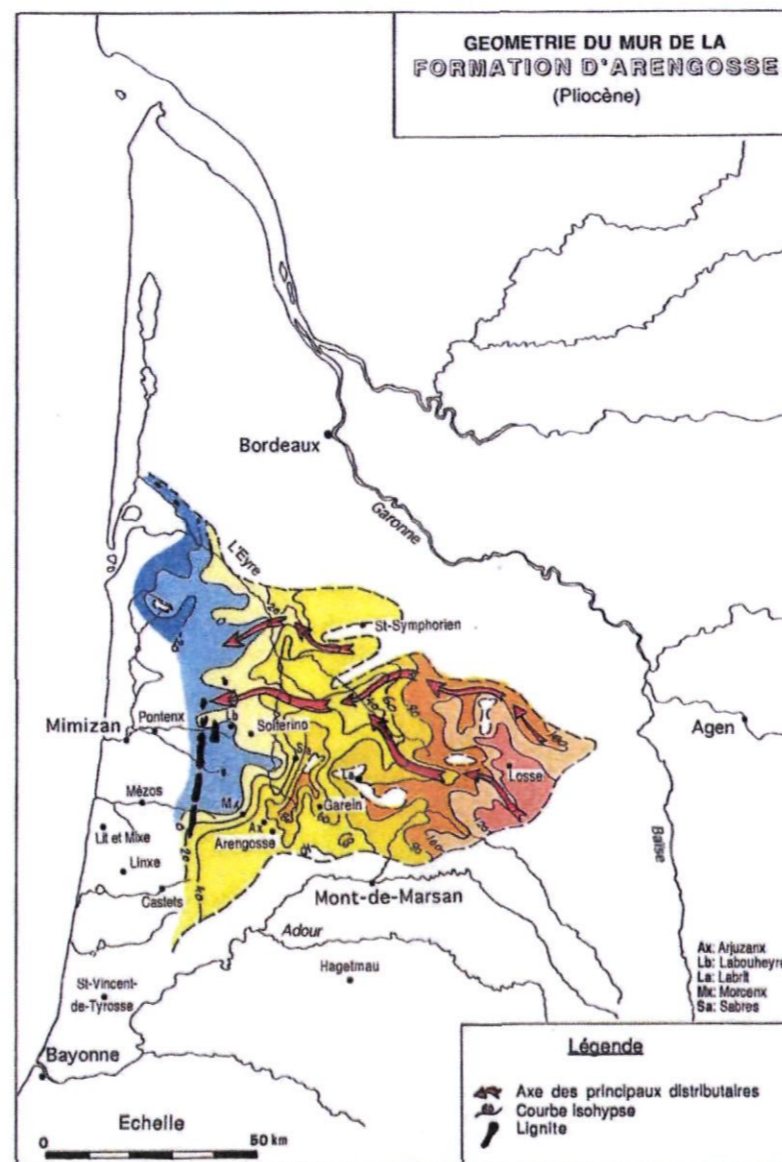 GEOMETRIE DU MUR DE LA
FORMATION D'ARENGOSSE
(Pliocène)
Bordeaux
Garonne
L'Eyre
St-Symphorien
Pontenx
Lb
Solférino
Mimizan
Agen
Losse
Mézos
Mx
La
Garein
Lit et Mixe
Ax
Arengosse
Linxe
Baïse
Castets
Mont-de-Marsan
Adour
Hagetmau
St-Vincent-
de-Tyrosse
Bayonne
Ax: Arjuzanx
Lb: Labouheyre
La: Labrit
Mx: Morcenx
Sa: Sabres
Légende
Axe des principaux distributaires
Courbe Isohypse
Lignite
Echelle
0 50 km